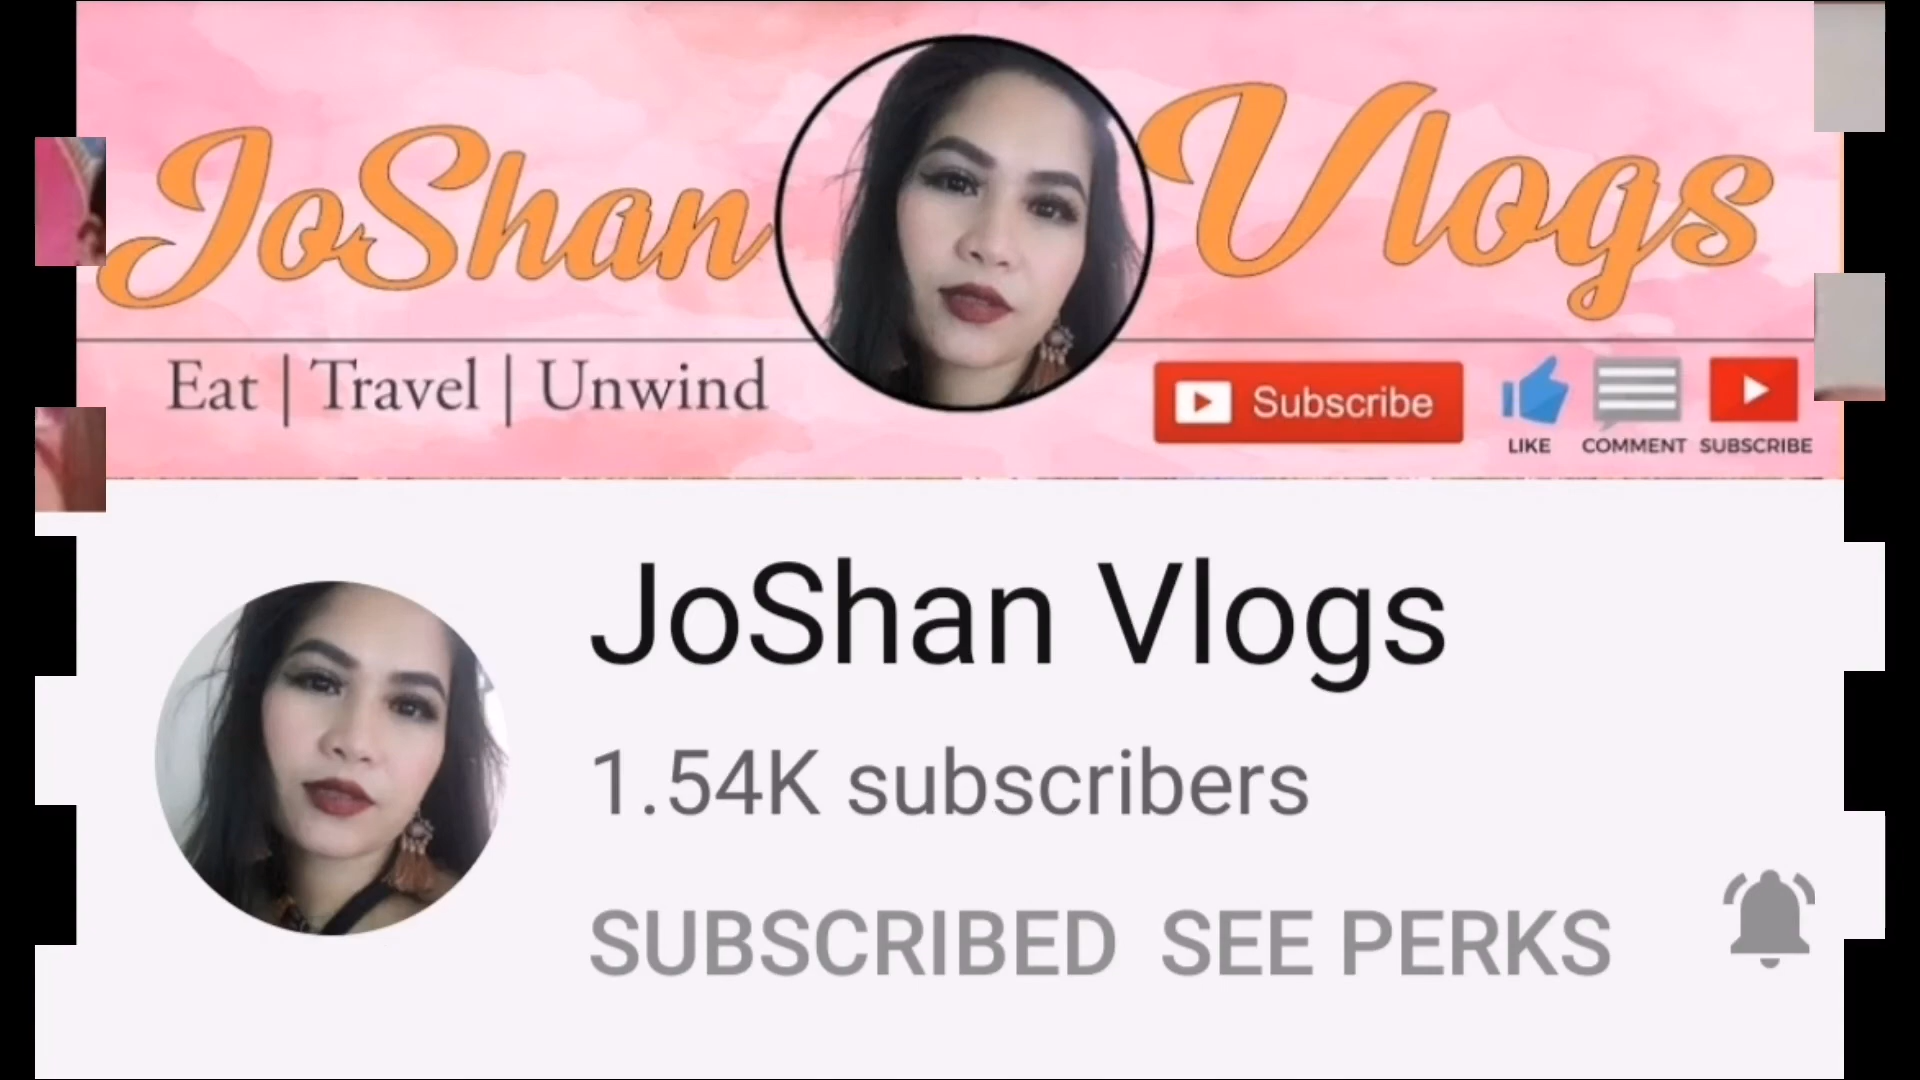 JoShan Vlogs
Eat | Travel | Unwind
Subscribe
LIKE COMMENT SUBSCRIBE
JoShan Vlogs
1.54K subscribers
SUBSCRIBED SEE PERKS